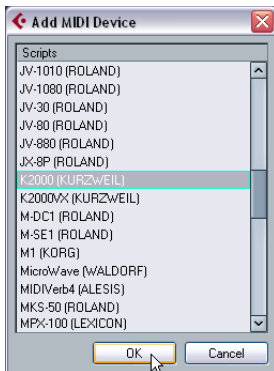 Add MIDI Device
Scripts
JV-1010 (ROLAND)
JV-1080 (ROLAND)
JV-30 (ROLAND)
JV-80 (ROLAND)
JV-880 (ROLAND)
JX-8P (ROLAND)
K2000 (KURZWEIL)
K2000VX (KURZWEIL)
M-DC1 (ROLAND)
M-SE1 (ROLAND)
M1 (KORG)
MicroWave (WALDORF)
MIDIVerb4 (ALESIS)
MKS-50 (ROLAND)
MPX-100 (LEXICON)
OK Cancel